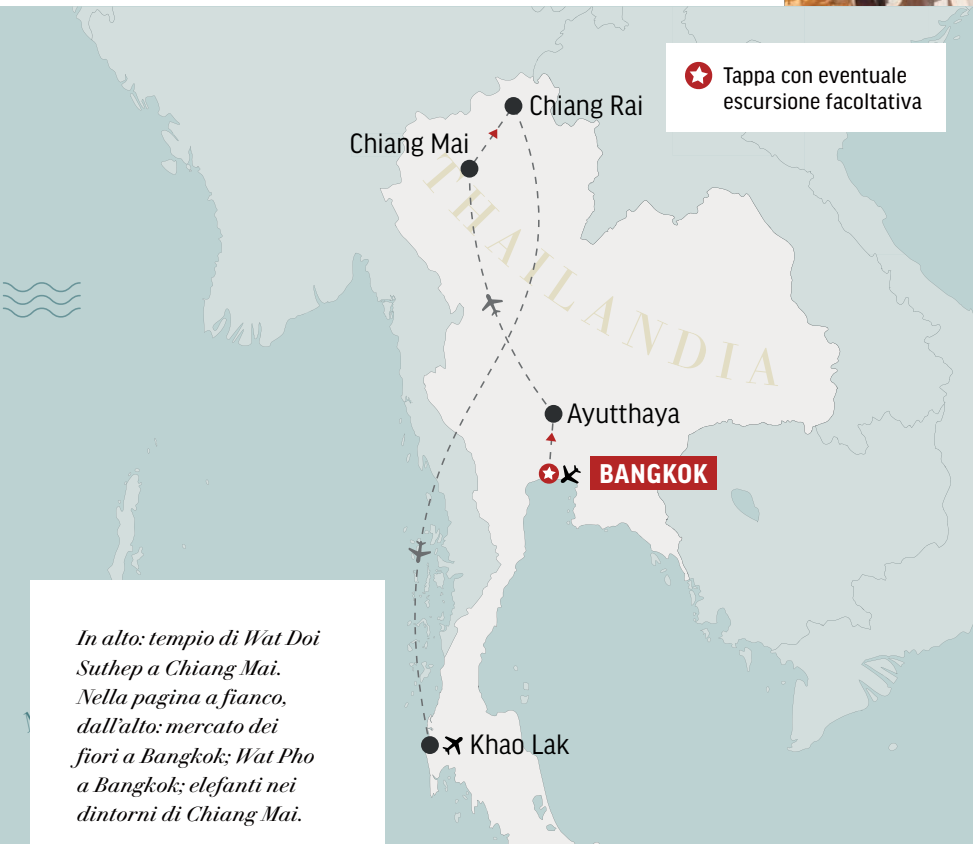 Tappa con eventuale
escursione facoltativa
Chiang Rai
Chiang Mai
THAILANDIA
Ayutthaya
BANGKOK
Khao Lak
In alto: tempio di Wat Doi
Suthep a Chiang Mai.
Nella pagina a fianco,
dall'alto: mercato dei
fiori a Bangkok; Wat Pho
a Bangkok; elefanti nei
dintorni di Chiang Mai.